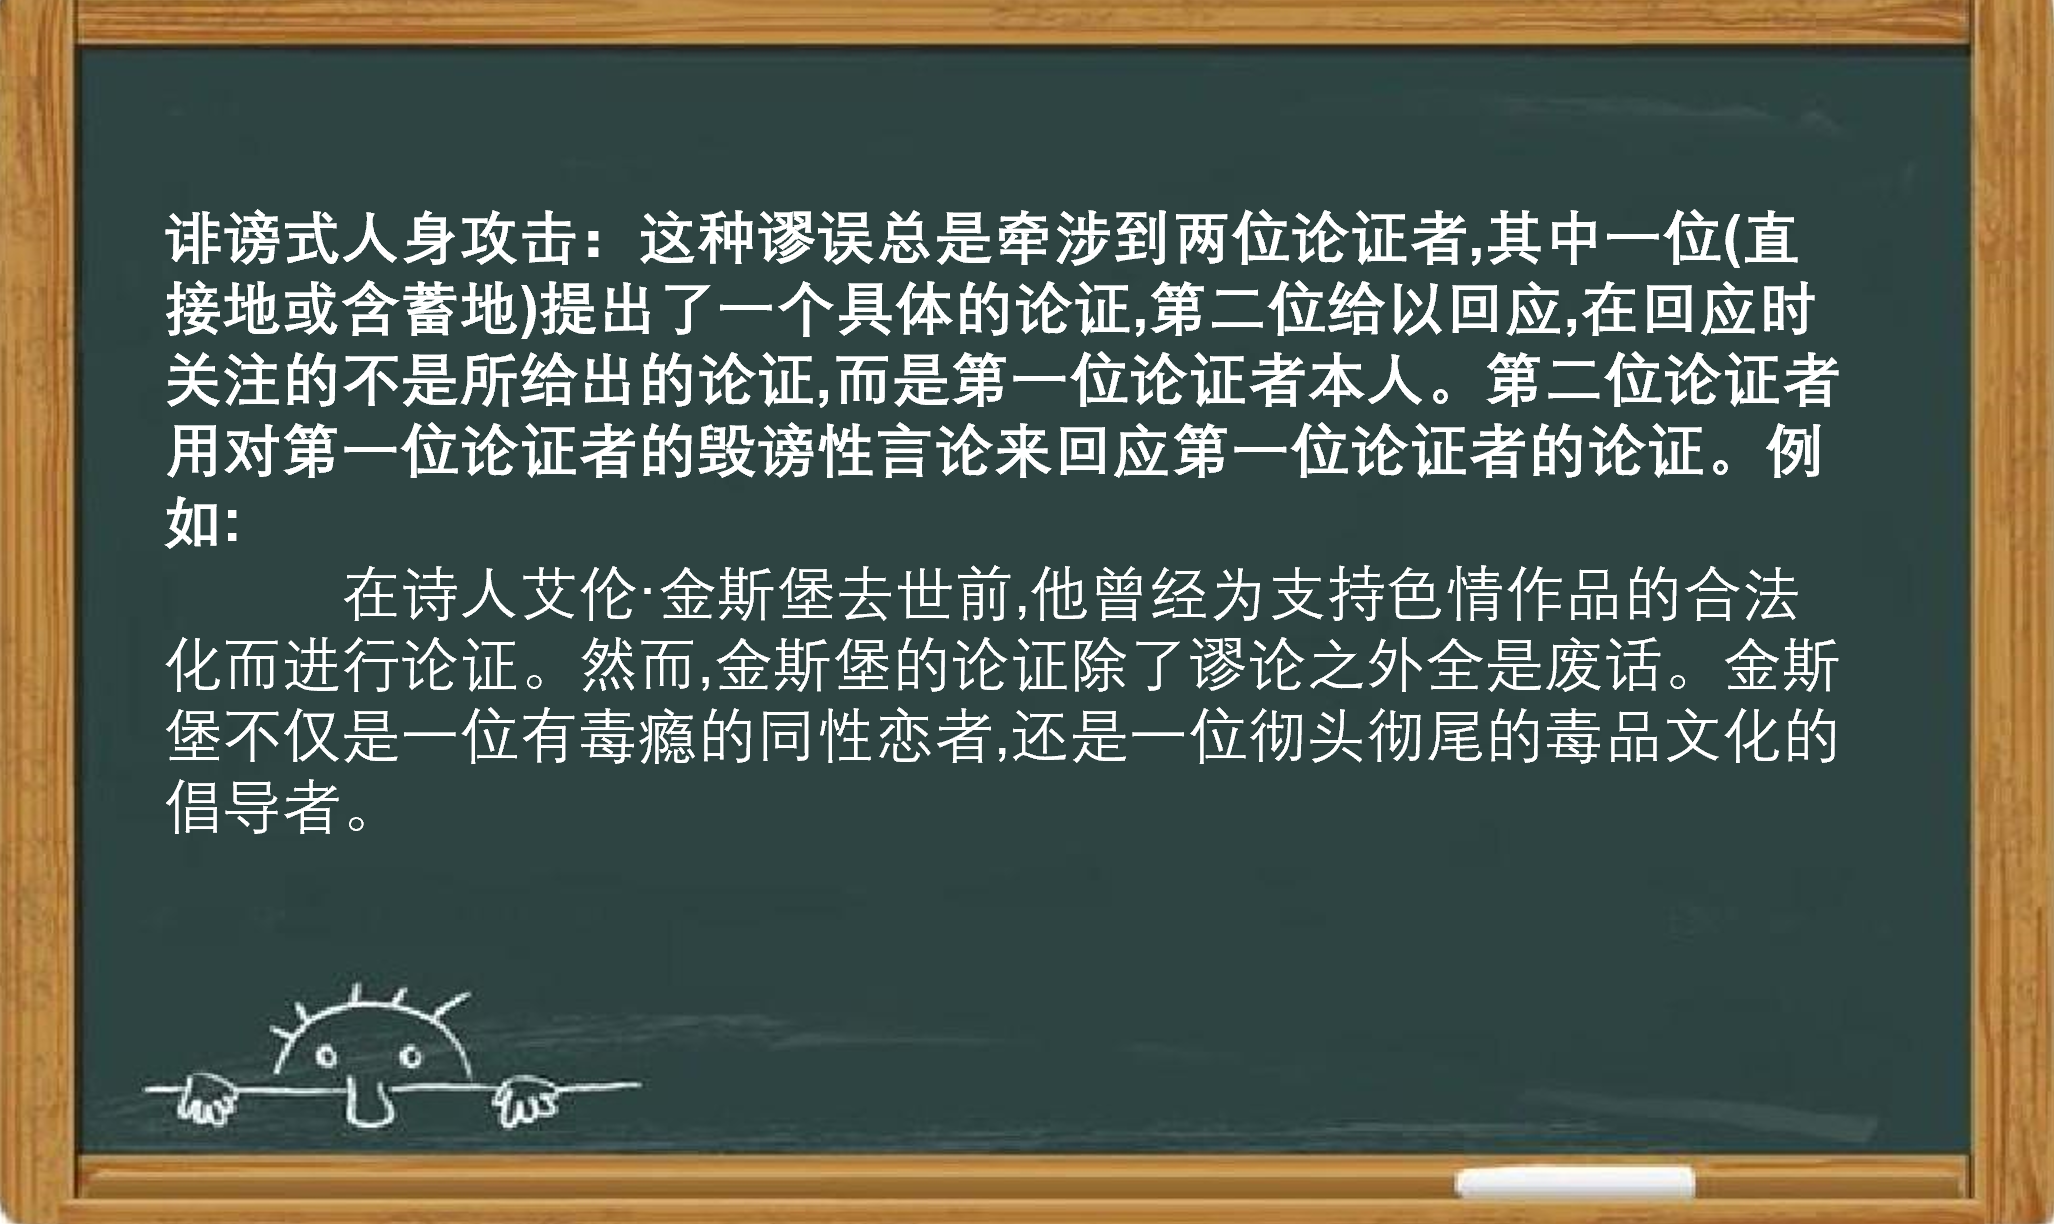 诽谤式人身攻击：这种谬误总是牵涉到两位论证者,其中一位(直
接地或含蓄地)提出了一个具体的论证,第二位给以回应,在回应时
关注的不是所给出的论证,而是第一位论证者本人。第二位论证者
用对第一位论证者的毁谤性言论来回应第一位论证者的论证。例
如:
在诗人艾伦·金斯堡去世前,他曾经为支持色情作品的合法
化而进行论证。然而,金斯堡的论证除了谬论之外全是废话。金斯
堡不仅是一位有毒瘾的同性恋者,还是一位彻头彻尾的毒品文化的
倡导者。